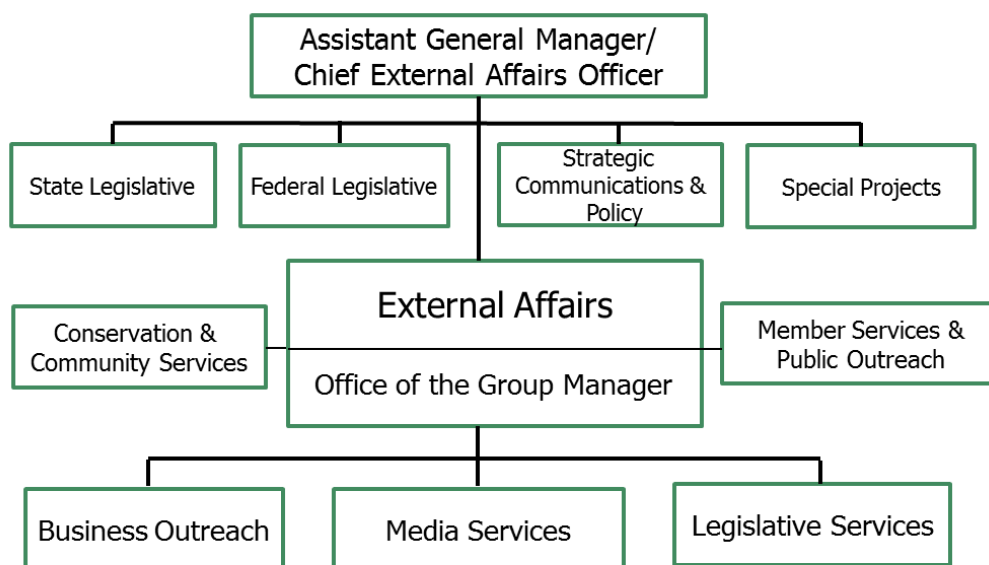 Assistant General Manager/
Chief External Affairs Officer
State Legislative
Federal Legislative
Strategic
Communications &
Policy
Special Projects
External Affairs
Office of the Group Manager
Conservation &
Community Services
Member Services &
Public Outreach
Business Outreach
Media Services
Legislative Services